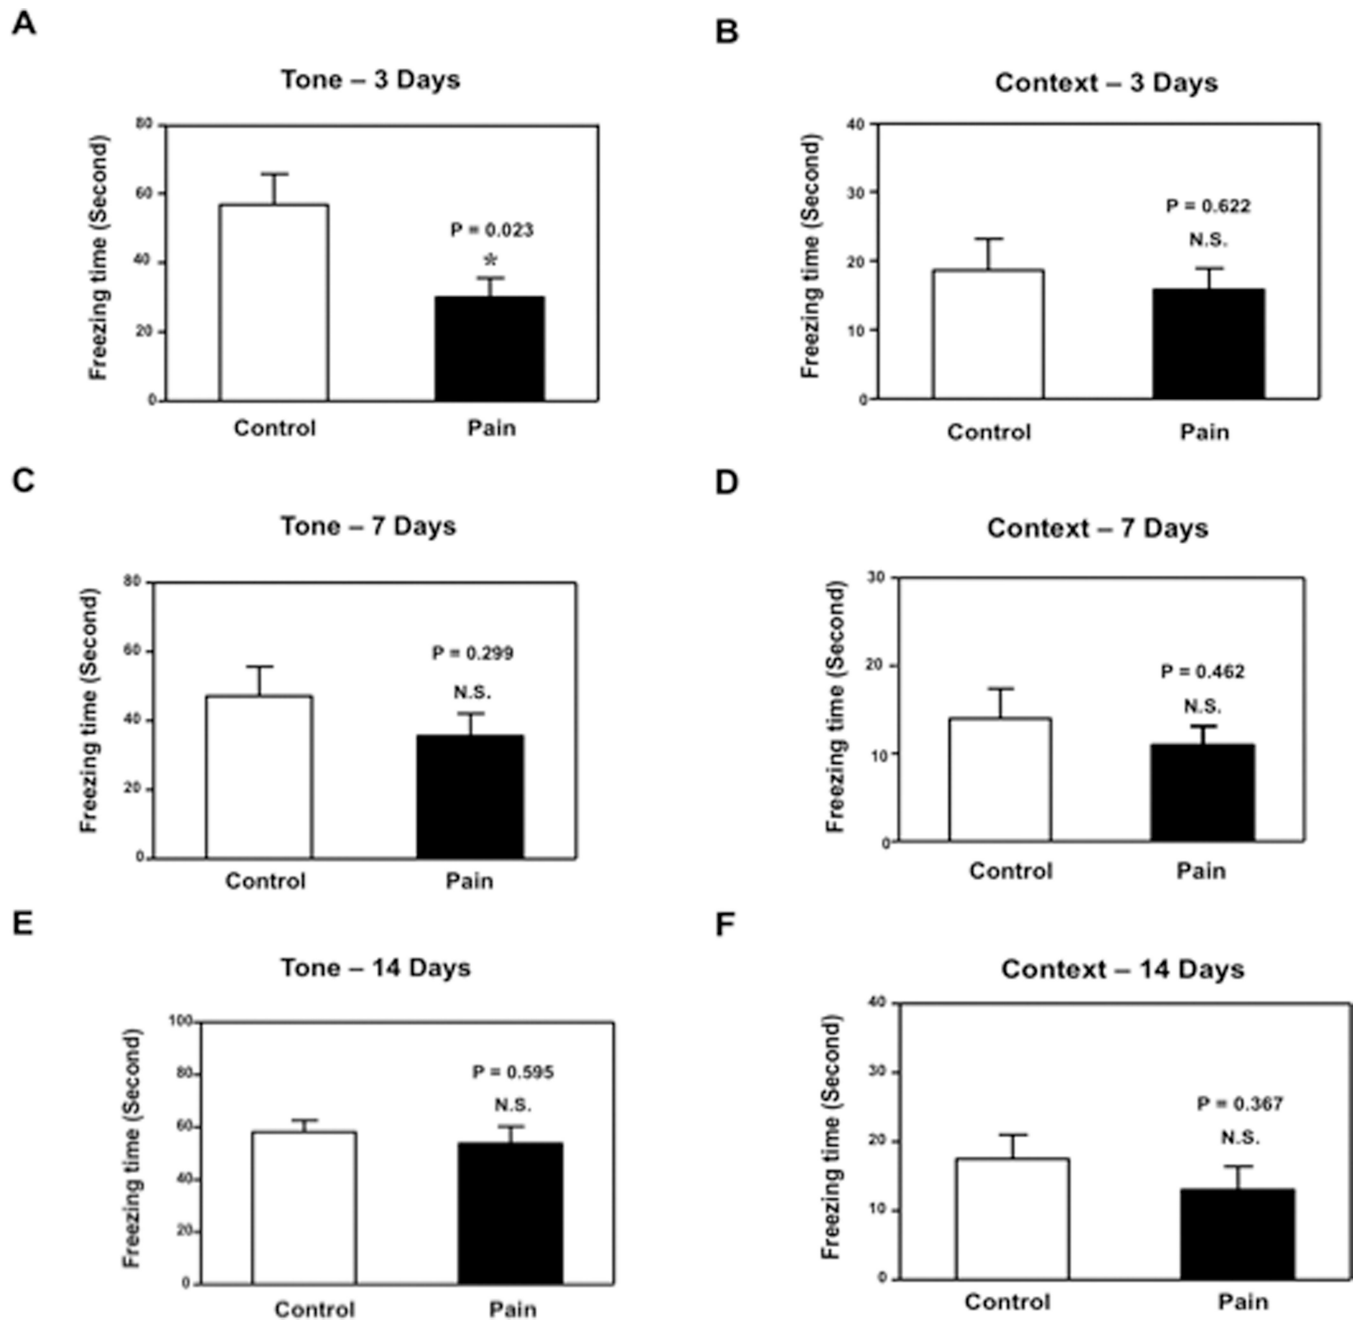 A
Tone – 3 Days
Freezing time (Second)
80
60
40
20
0
P = 0.023
*
Control
Pain
B
Context – 3 Days
Freezing time (Second)
40
30
20
10
0
P = 0.622
N.S.
Control
Pain
C
Tone – 7 Days
Freezing time (Second)
80
60
40
20
0
P = 0.299
N.S.
Control
Pain
D
Context – 7 Days
Freezing time (Second)
30
20
10
0
P = 0.462
N.S.
Control
Pain
E
Tone – 14 Days
Freezing time (Second)
100
80
60
40
20
0
P = 0.595
N.S.
Control
Pain
F
Context – 14 Days
Freezing time (Second)
40
30
20
10
0
P = 0.367
N.S.
Control
Pain